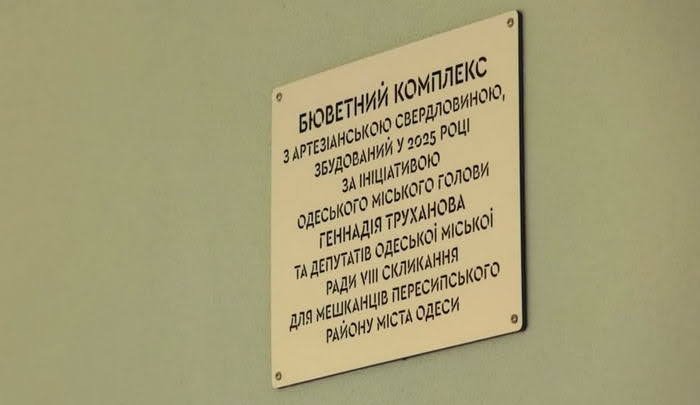 БЮВЕТНИЙ КОМПЛЕКС
З АРТЕЗІАНСЬКОЮ СВЕРДЛОВИНОЮ,
ЗБУДОВАНИЙ У 2025 РОЦІ
ЗА ІНІЦІАТИВОЮ
ОДЕСЬКОГО МІСЬКОГО ГОЛОВИ
ГЕННАДІЯ ТРУХАНОВА
ТА ДЕПУТАТІВ ОДЕСЬКОЇ МІСЬКОЇ
РАДИ VIII СКЛИКАННЯ
ДЛЯ МЕШКАНЦІВ ПЕРЕСИПСЬКОГО
РАЙОНУ МІСТА ОДЕСИ